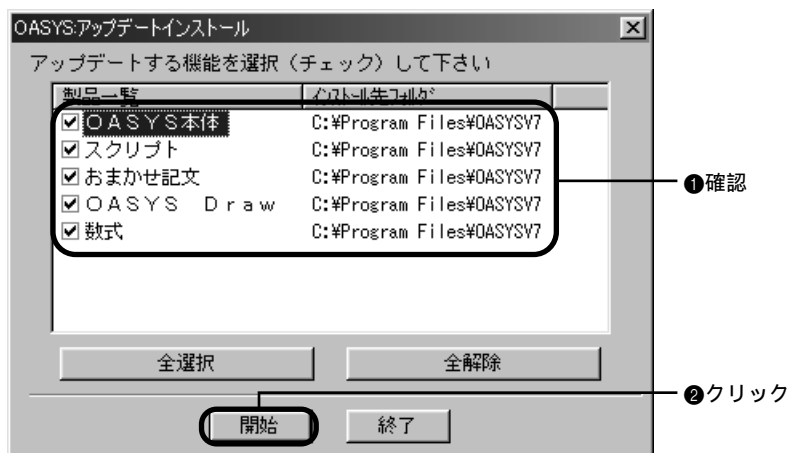 OASYS:アップデートインストール
アップデートする機能を選択（チェック）して下さい
製品一覧 ｲﾝｽﾄｰﾙ先ﾌｫﾙﾀﾞ
ＯＡＳＹＳ本体 C:¥Program Files¥OASYSV7
スクリプト C:¥Program Files¥OASYSV7
おまかせ記文 C:¥Program Files¥OASYSV7
ＯＡＳＹＳ　Ｄｒａｗ C:¥Program Files¥OASYSV7
数式 C:¥Program Files¥OASYSV7
❶確認
全選択 全解除
❷クリック
開始 終了